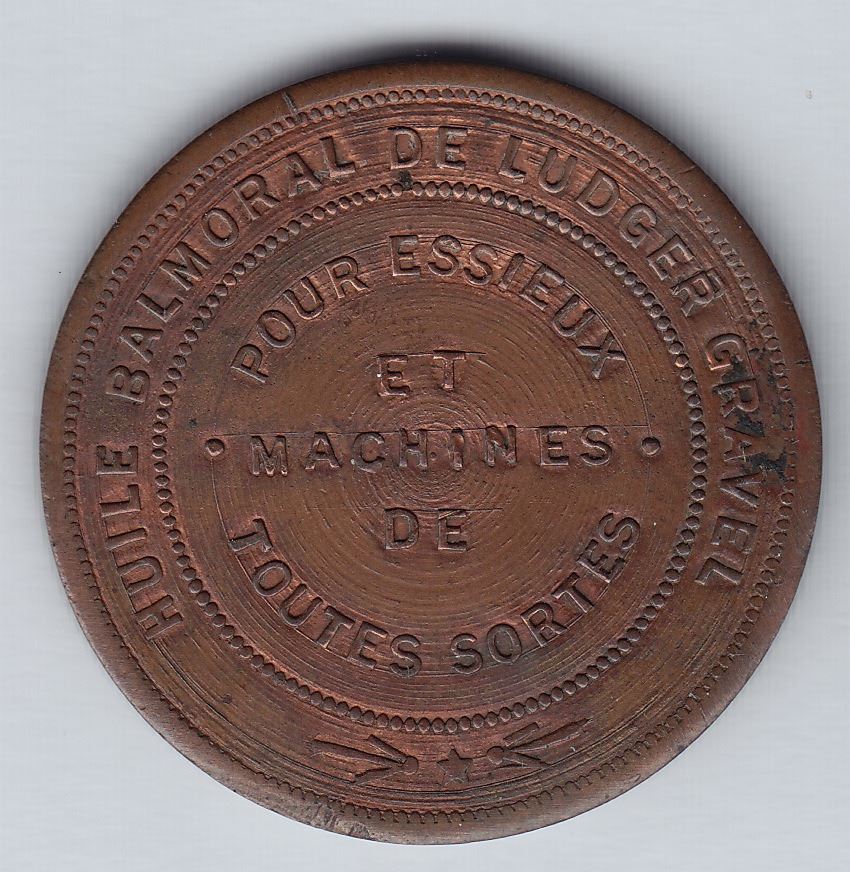 HUILE BALMORAL DE LUDGER GRAVEL
POUR ESSIEUX
ET
MACHINES
DE
TOUTES SORTES